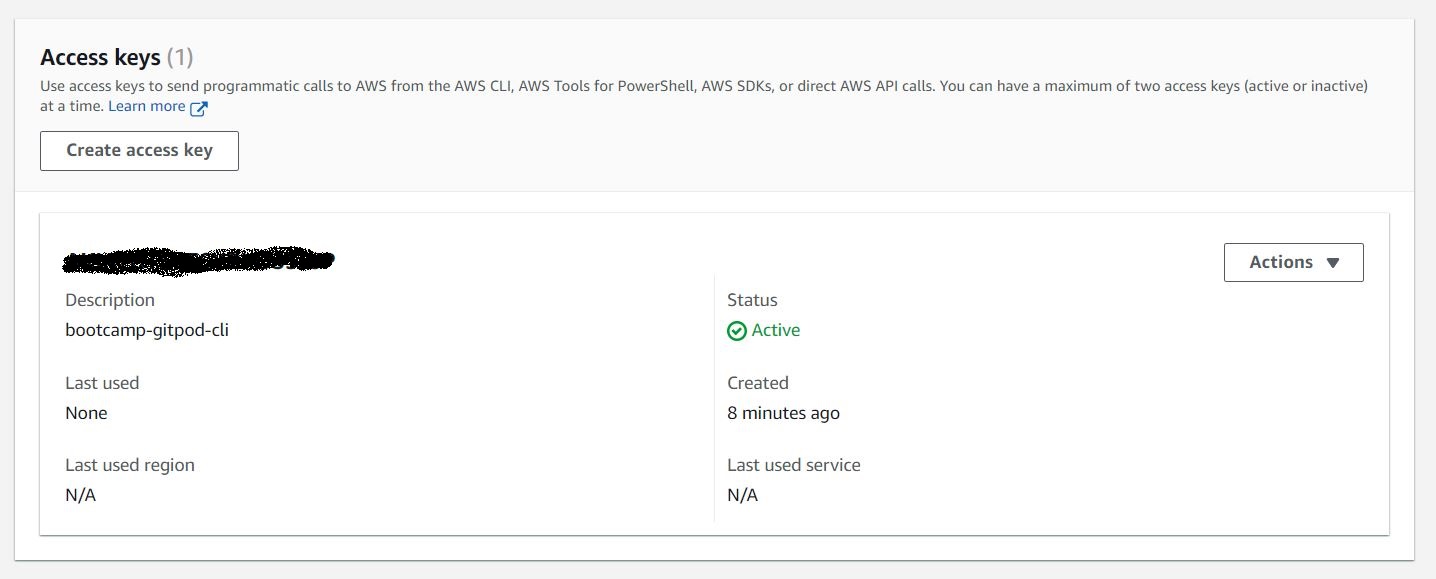 Access keys (1)
Use access keys to send programmatic calls to AWS from the AWS CLI, AWS Tools for PowerShell, AWS SDKs, or direct AWS API calls. You can have a maximum of two access keys (active or inactive)
at a time. Learn more
Create access key
Actions
Description
bootcamp-gitpod-cli
Status
Active
Last used
None
Created
8 minutes ago
Last used region
N/A
Last used service
N/A